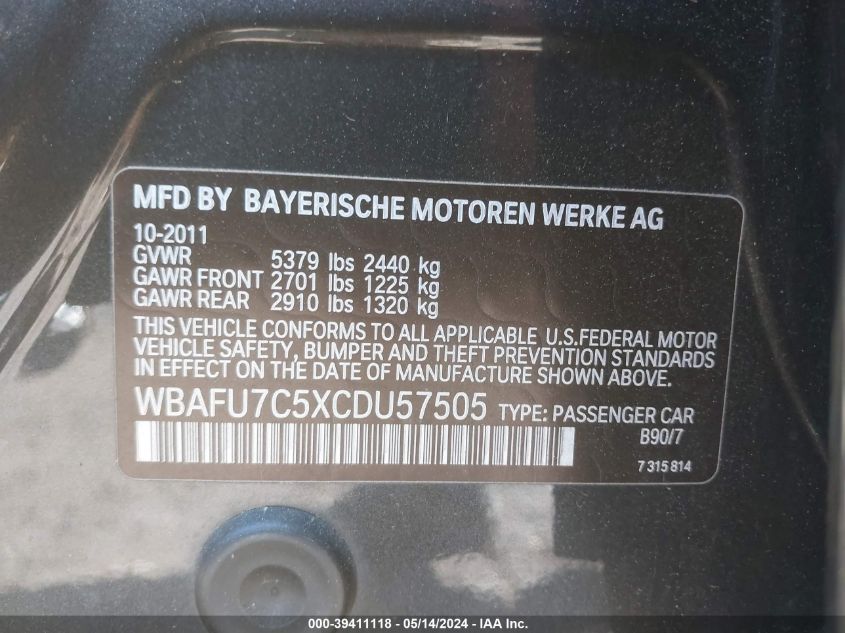 MFD BY BAYERISCHE MOTOREN WERKE AG
10-2011
GVWR 5379 lbs 2440 kg
GAWR FRONT 2701 lbs 1225 kg
GAWR REAR 2910 lbs 1320 kg
THIS VEHICLE CONFORMS TO ALL APPLICABLE U.S.FEDERAL MOTOR
VEHICLE SAFETY, BUMPER AND THEFT PREVENTION STANDARDS
IN EFFECT ON THE DATE OF MANUFACTURE SHOWN ABOVE.
WBAFU7C5XCDU57505 TYPE: PASSENGER CAR
B90/7
7 315 814
000-39411118 - 05/14/2024 - IAA Inc.